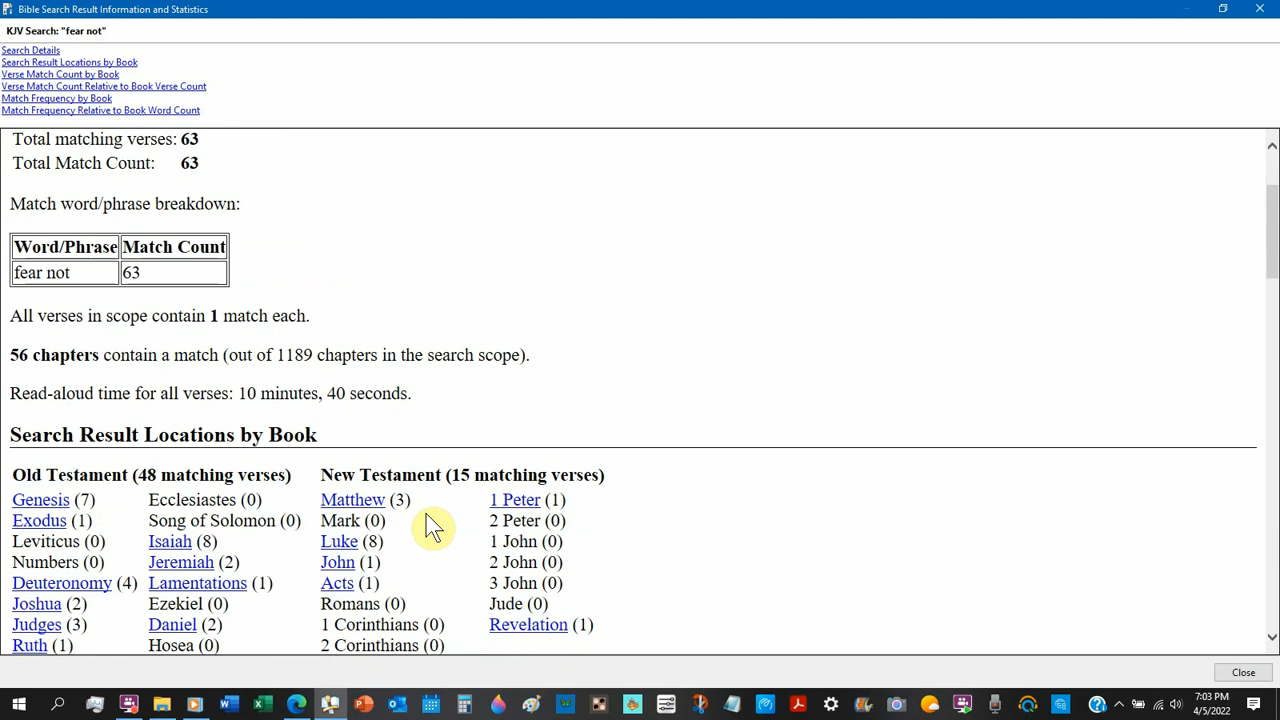 Bible Search Result Information and Statistics
KJV Search: "fear not"
Search Details
Search Result Locations by Book
Verse Match Count by Book
Verse Match Count Relative to Book Verse Count
Match Frequency by Book
Match Frequency Relative to Book Word Count
Total matching verses: 63
Total Match Count: 63
Match word/phrase breakdown:
Word/Phrase Match Count
fear not 63
All verses in scope contain 1 match each.
56 chapters contain a match (out of 1189 chapters in the search scope).
Read-aloud time for all verses: 10 minutes, 40 seconds.
Search Result Locations by Book
Old Testament (48 matching verses) New Testament (15 matching verses)
Genesis (7) Ecclesiastes (0) Matthew (3) 1 Peter (1)
Exodus (1) Song of Solomon (0) Mark (0) 2 Peter (0)
Leviticus (0) Isaiah (8) Luke (8) 1 John (0)
Numbers (0) Jeremiah (2) John (1) 2 John (0)
Deuteronomy (4) Lamentations (1) Acts (1) 3 John (0)
Joshua (2) Ezekiel (0) Romans (0) Jude (0)
Judges (3) Daniel (2) 1 Corinthians (0) Revelation (1)
Ruth (1) Hosea (0) 2 Corinthians (0)
Close
7:03 PM
4/5/2022